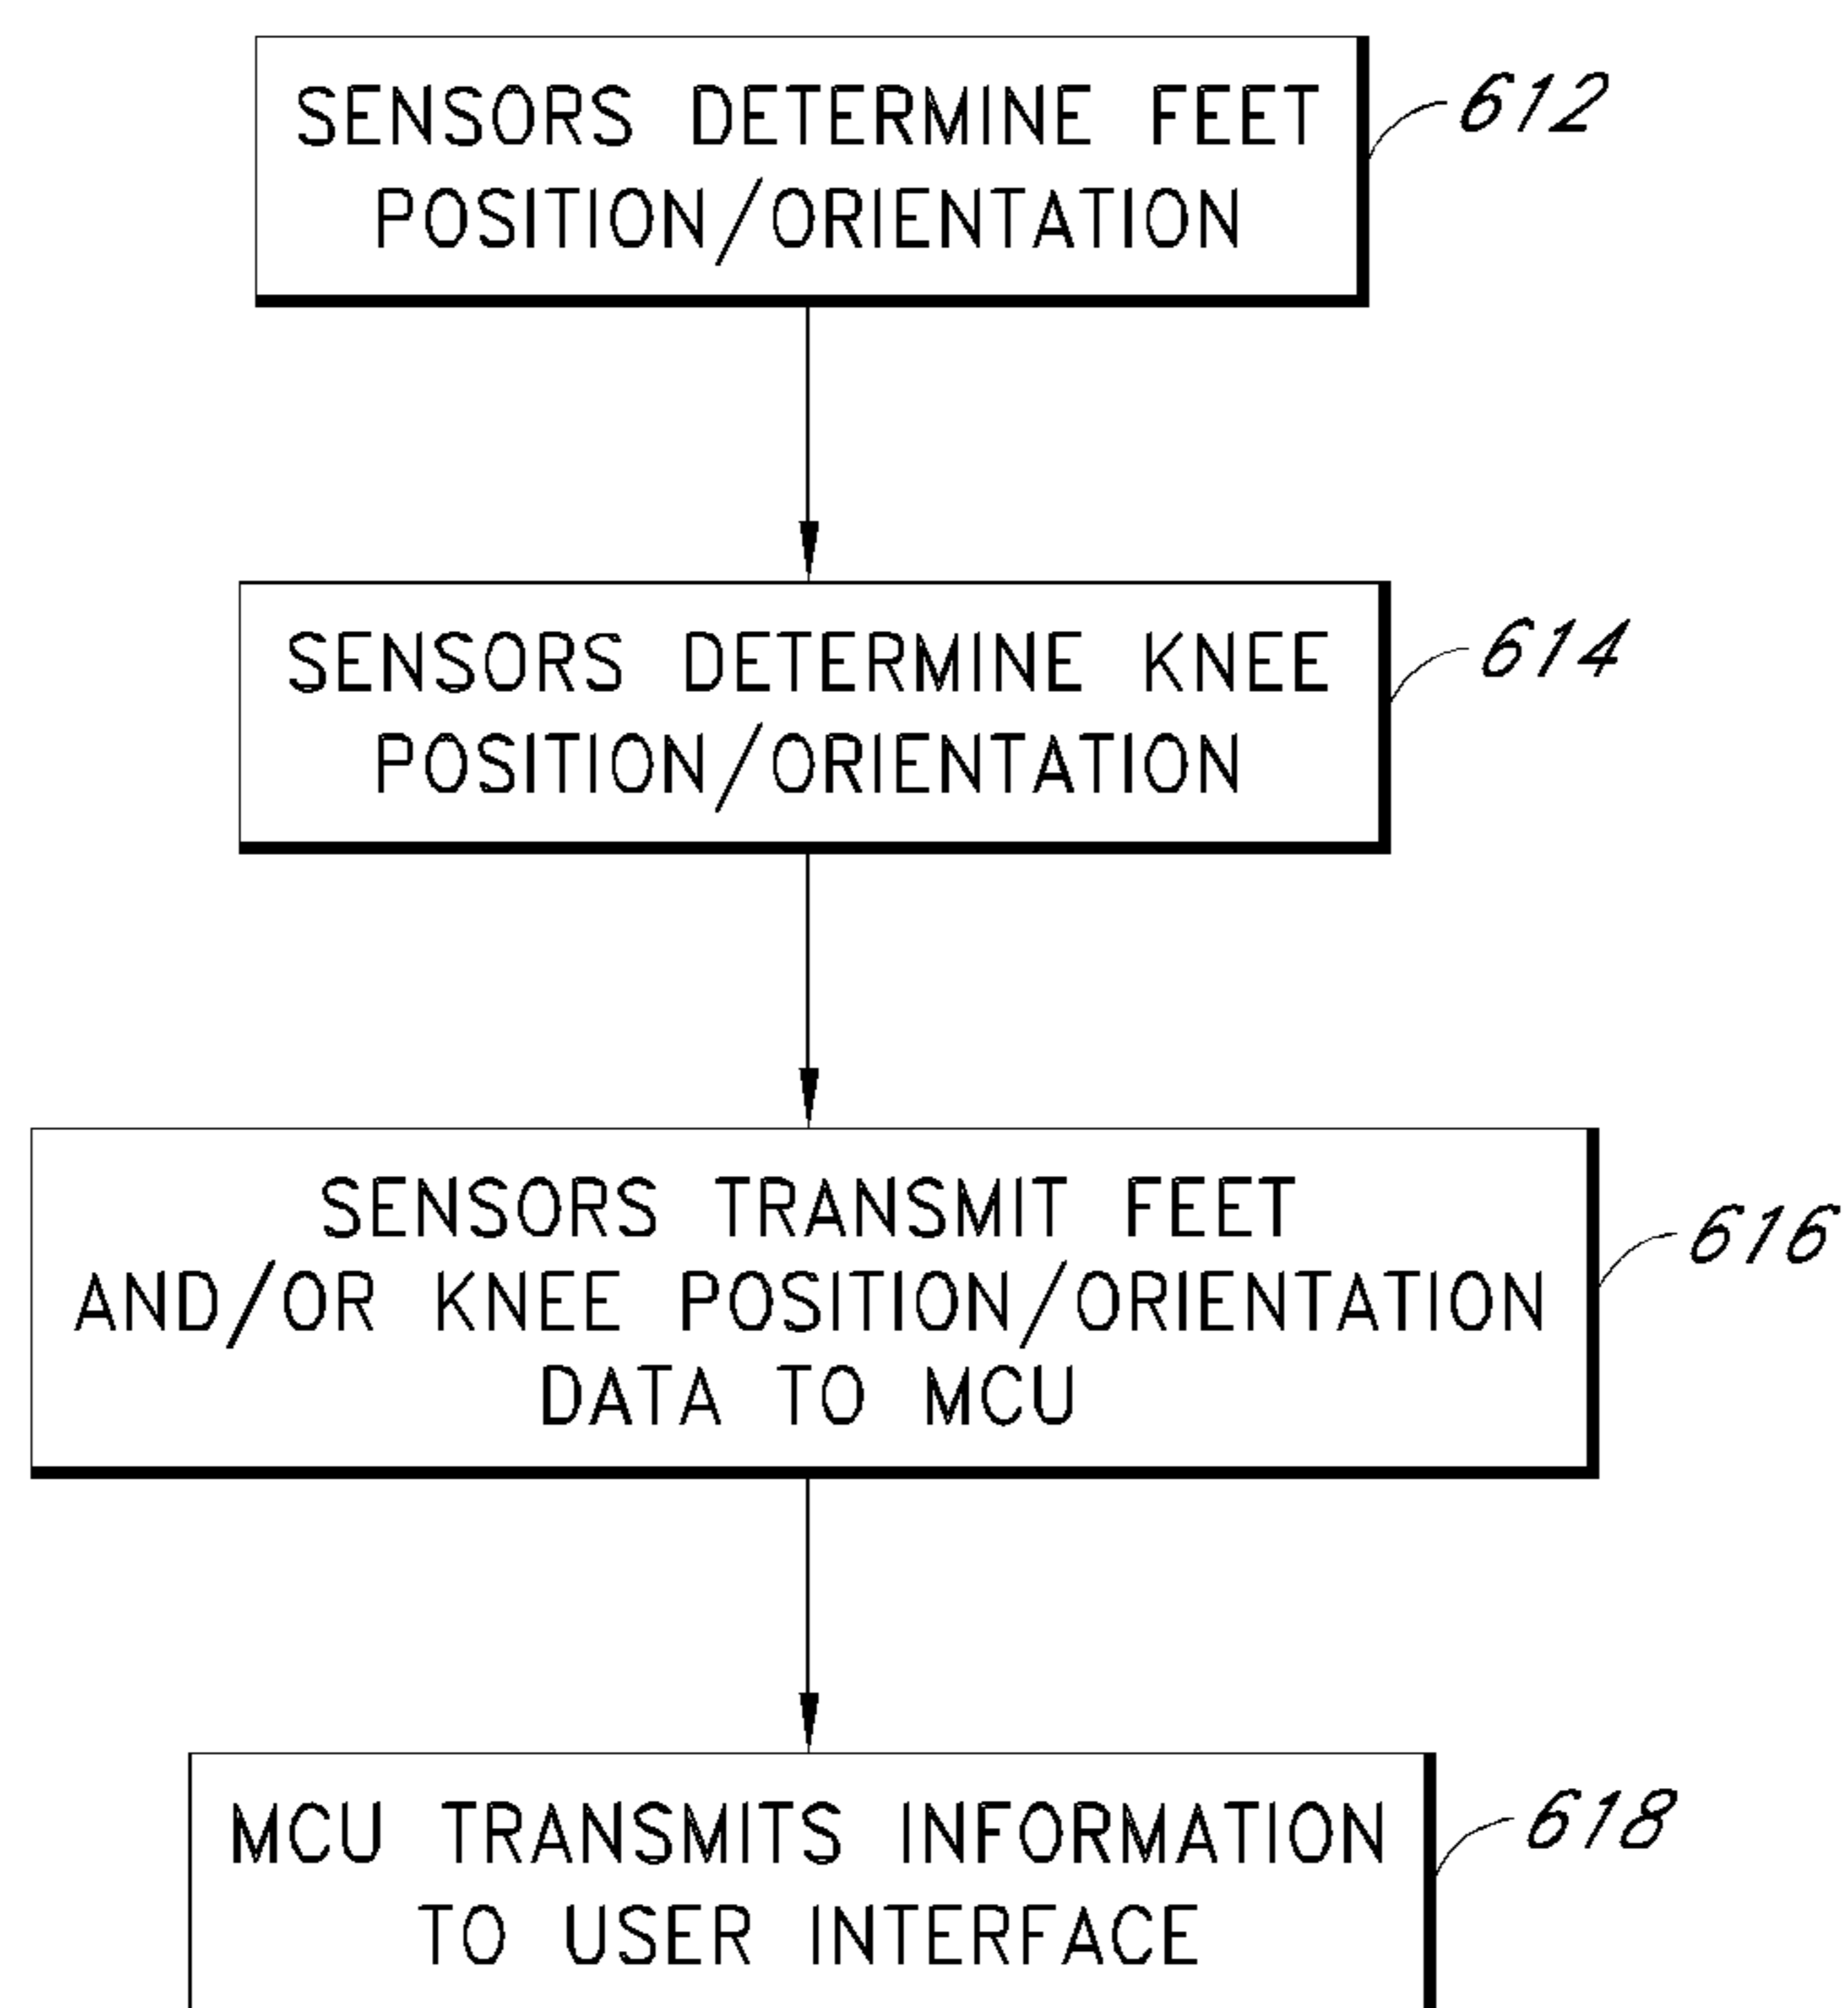 SENSORS DETERMINE FEET
POSITION/ORIENTATION
612
SENSORS DETERMINE KNEE
POSITION/ORIENTATION
614
SENSORS TRANSMIT FEET
AND/OR KNEE POSITION/ORIENTATION
DATA TO MCU
616
MCU TRANSMITS INFORMATION
TO USER INTERFACE
618